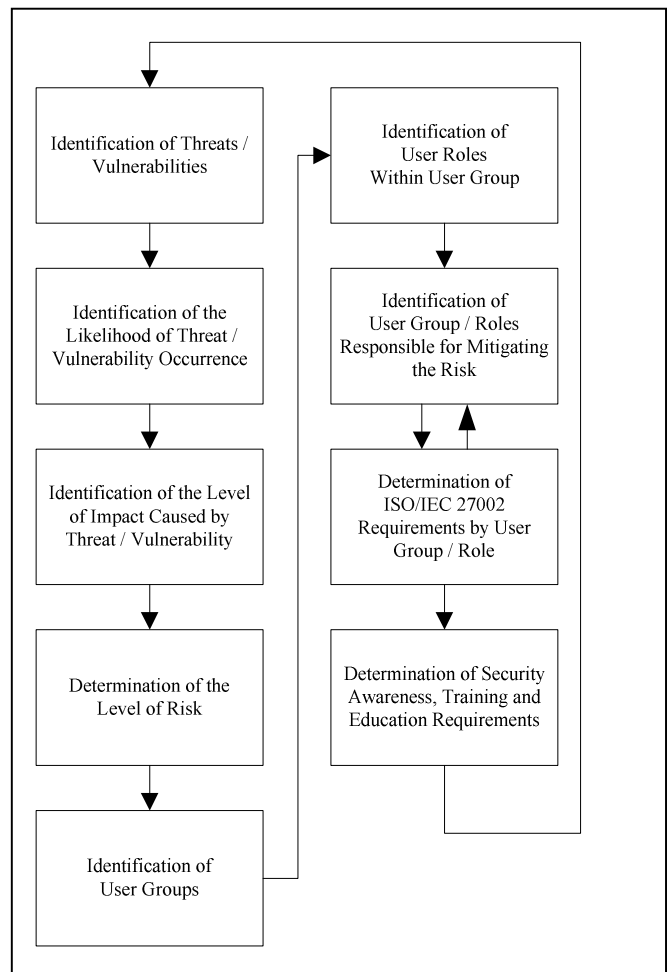 Identification of Threats /
Vulnerabilities
Identification of the
Likelihood of Threat /
Vulnerability Occurrence
Identification of the Level
of Impact Caused by
Threat / Vulnerability
Determination of the
Level of Risk
Identification of
User Groups
Identification of
User Roles
Within User Group
Identification of
User Group / Roles
Responsible for Mitigating
the Risk
Determination of
ISO/IEC 27002
Requirements by User
Group / Role
Determination of Security
Awareness, Training and
Education Requirements